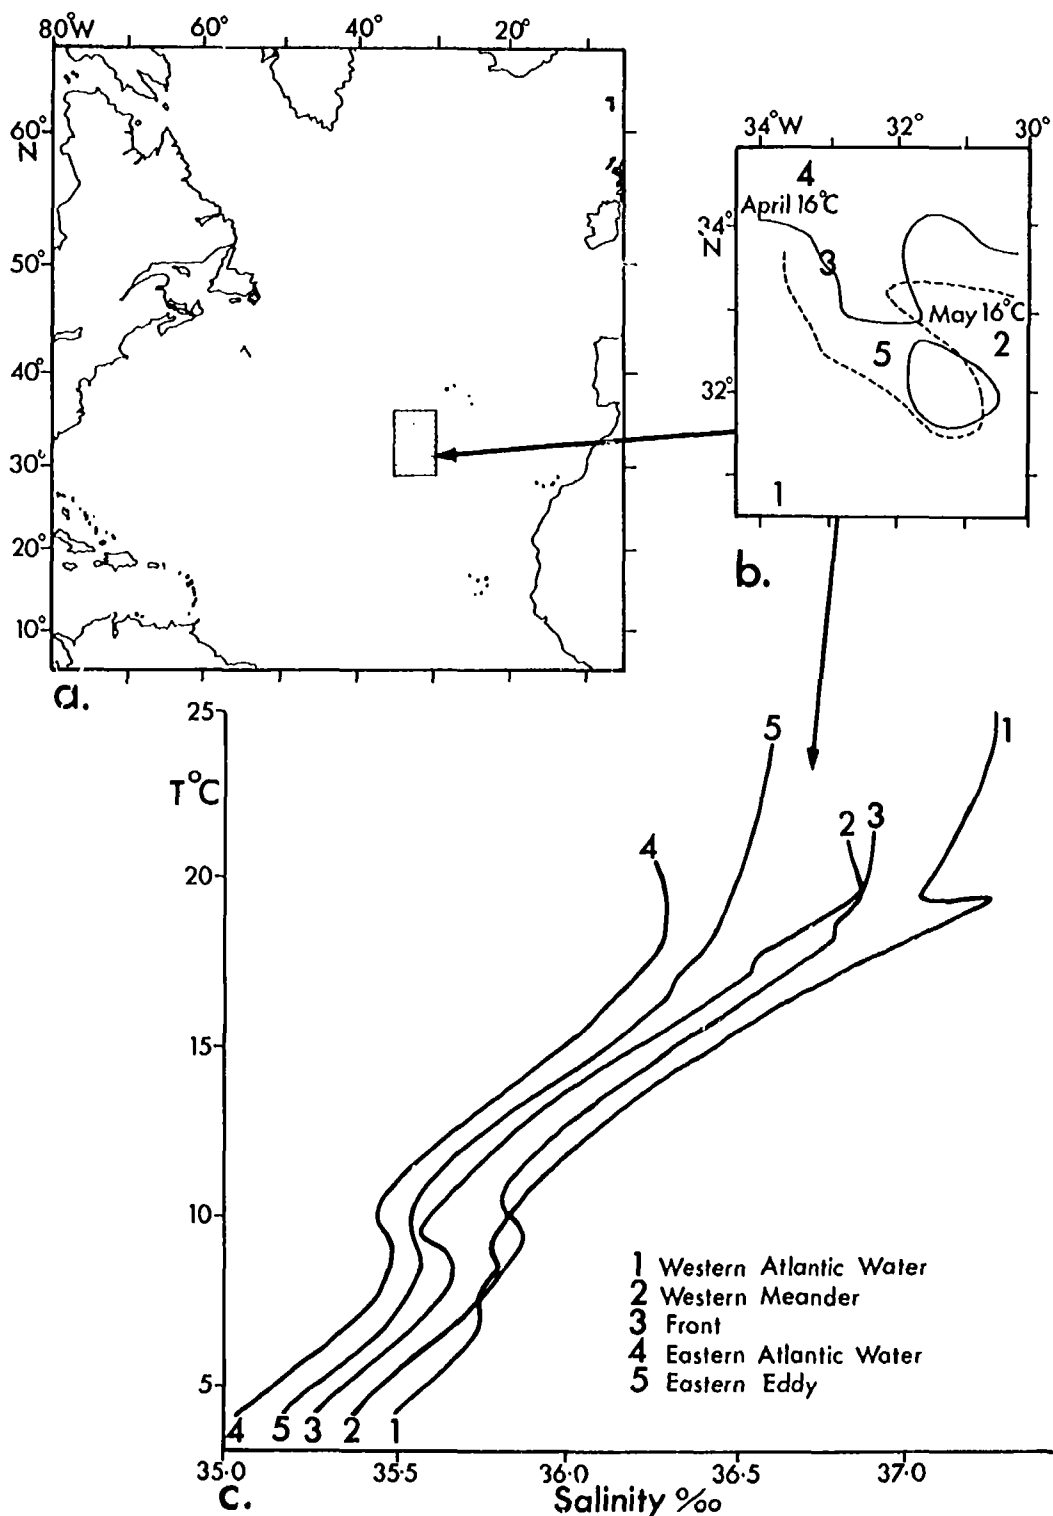 80°W 60° 40° 20°
60°
N
50°
40°
30°
20°
10°
a.
34°W 32° 30°
4
April 16°C
34°
N
3
May 16°C
5 2
32°
1
b.
25
T°C
20
15
10
5
5 1
2 3
4
1 Western Atlantic Water
2 Western Meander
3 Front
4 Eastern Atlantic Water
5 Eastern Eddy
4 5 3 2 1
35·0 35·5 36·0 36·5 37·0
c. Salinity ‰